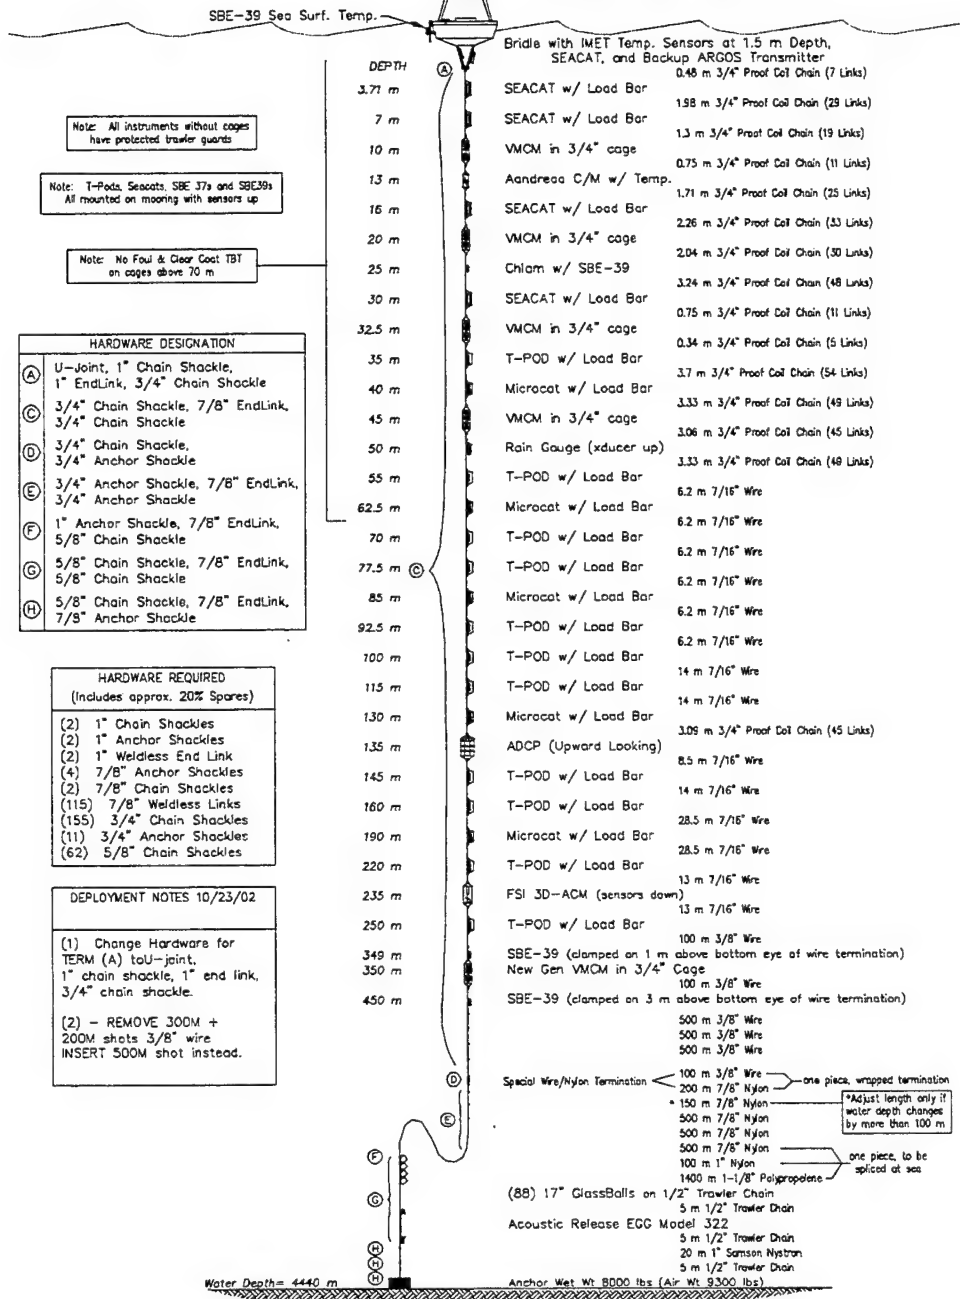 SBE-39 Sea Surf. Temp.
Bridle with IMET Temp. Sensors at 1.5 m Depth,
SEACAT, and Backup ARGOS Transmitter
DEPTH
A
0.48 m 3/4" Proof Coil Chain (7 Links)
3.71 m SEACAT w/ Load Bar
1.98 m 3/4" Proof Coil Chain (29 Links)
7 m SEACAT w/ Load Bar
1.3 m 3/4" Proof Coil Chain (19 Links)
10 m VMCM in 3/4" cage
0.75 m 3/4" Proof Coil Chain (11 Links)
13 m Aandreaa C/M w/ Temp.
1.71 m 3/4" Proof Coil Chain (25 Links)
16 m SEACAT w/ Load Bar
2.26 m 3/4" Proof Coil Chain (33 Links)
20 m VMCM in 3/4" cage
2.04 m 3/4" Proof Coil Chain (30 Links)
25 m Chlam w/ SBE-39
3.24 m 3/4" Proof Coil Chain (48 Links)
30 m SEACAT w/ Load Bar
0.75 m 3/4" Proof Coil Chain (11 Links)
32.5 m VMCM in 3/4" cage
0.34 m 3/4" Proof Coil Chain (5 Links)
35 m T-POD w/ Load Bar
3.7 m 3/4" Proof Coil Chain (54 Links)
40 m Microcat w/ Load Bar
3.33 m 3/4" Proof Coil Chain (49 Links)
45 m VMCM in 3/4" cage
3.06 m 3/4" Proof Coil Chain (45 Links)
50 m Rain Gauge (xducer up)
3.33 m 3/4" Proof Coil Chain (49 Links)
55 m T-POD w/ Load Bar
6.2 m 7/16" Wire
62.5 m Microcat w/ Load Bar
6.2 m 7/16" Wire
70 m T-POD w/ Load Bar
6.2 m 7/16" Wire
77.5 m C T-POD w/ Load Bar
6.2 m 7/16" Wire
85 m Microcat w/ Load Bar
6.2 m 7/16" Wire
92.5 m T-POD w/ Load Bar
6.2 m 7/16" Wire
100 m T-POD w/ Load Bar
14 m 7/16" Wire
115 m T-POD w/ Load Bar
14 m 7/16" Wire
130 m Microcat w/ Load Bar
3.09 m 3/4" Proof Coil Chain (45 Links)
135 m ADCP (Upward Looking)
8.5 m 7/16" Wire
145 m T-POD w/ Load Bar
14 m 7/16" Wire
160 m T-POD w/ Load Bar
28.5 m 7/16" Wire
190 m Microcat w/ Load Bar
28.5 m 7/16" Wire
220 m T-POD w/ Load Bar
13 m 7/16" Wire
235 m FSI 3D-ACM (sensors down)
13 m 7/16" Wire
250 m T-POD w/ Load Bar
100 m 3/8" Wire
349 m SBE-39 (clamped on 1 m above bottom eye of wire termination)
350 m New Gen VMCM in 3/4" Cage
100 m 3/8" Wire
450 m SBE-39 (clamped on 3 m above bottom eye of wire termination)
500 m 3/8" Wire
500 m 3/8" Wire
500 m 3/8" Wire
D
Special Wire/Nylon Termination
100 m 3/8" Wire
200 m 7/8" Nylon
one piece, wrapped termination
* 150 m 7/8" Nylon
*Adjust length only if
water depth changes
by more than 100 m
E
500 m 7/8" Nylon
500 m 7/8" Nylon
500 m 7/8" Nylon
100 m 1" Nylon
1400 m 1-1/8" Polypropelene
one piece, to be
spliced at sea
F
G
(88) 17" GlassBalls on 1/2" Trawler Chain
5 m 1/2" Trawler Chain
Acoustic Release EGG Model 322
5 m 1/2" Trawler Chain
H
20 m 1" Samson Nystron
H
5 m 1/2" Trawler Chain
H
Water Depth= 4440 m
Anchor Wet Wt 8000 lbs (Air Wt 9300 lbs)
Note: All instruments without cages
have protected trawler guards
Note: T-Pods, Seacats, SBE 37s and SBE39s
All mounted on mooring with sensors up
Note: No Foul & Clear Coat TBT
on cages above 70 m
HARDWARE DESIGNATION
A U-Joint, 1" Chain Shackle,
1" EndLink, 3/4" Chain Shackle
C 3/4" Chain Shackle, 7/8" EndLink,
3/4" Chain Shackle
D 3/4" Chain Shackle,
3/4" Anchor Shackle
E 3/4" Anchor Shackle, 7/8" EndLink,
3/4" Anchor Shackle
F 1" Anchor Shackle, 7/8" EndLink,
5/8" Chain Shackle
G 5/8" Chain Shackle, 7/8" EndLink,
5/8" Chain Shackle
H 5/8" Chain Shackle, 7/8" EndLink,
7/8" Anchor Shackle
HARDWARE REQUIRED
(Includes approx. 20% Spares)
(2) 1" Chain Shackles
(2) 1" Anchor Shackles
(2) 1" Weldless End Link
(4) 7/8" Anchor Shackles
(2) 7/8" Chain Shackles
(115) 7/8" Weldless Links
(155) 3/4" Chain Shackles
(11) 3/4" Anchor Shackles
(62) 5/8" Chain Shackles
DEPLOYMENT NOTES 10/23/02
(1) Change Hardware for
TERM (A) toU-joint,
1" chain shackle, 1" end link,
3/4" chain shackle.
(2) - REMOVE 300M +
200M shots 3/8" wire
INSERT 500M shot instead.